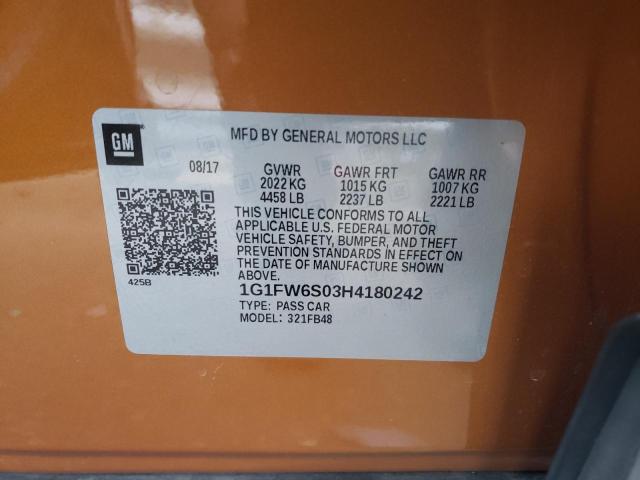 GM
MFD BY GENERAL MOTORS LLC
08/17 GVWR GAWR FRT GAWR RR
2022 KG 1015 KG 1007 KG
4458 LB 2237 LB 2221 LB
THIS VEHICLE CONFORMS TO ALL
APPLICABLE U.S. FEDERAL MOTOR
VEHICLE SAFETY, BUMPER, AND THEFT
PREVENTION STANDARDS IN EFFECT
ON THE DATE OF MANUFACTURE SHOWN
ABOVE.
425B
1G1FW6S03H4180242
TYPE: PASS CAR
MODEL: 321FB48